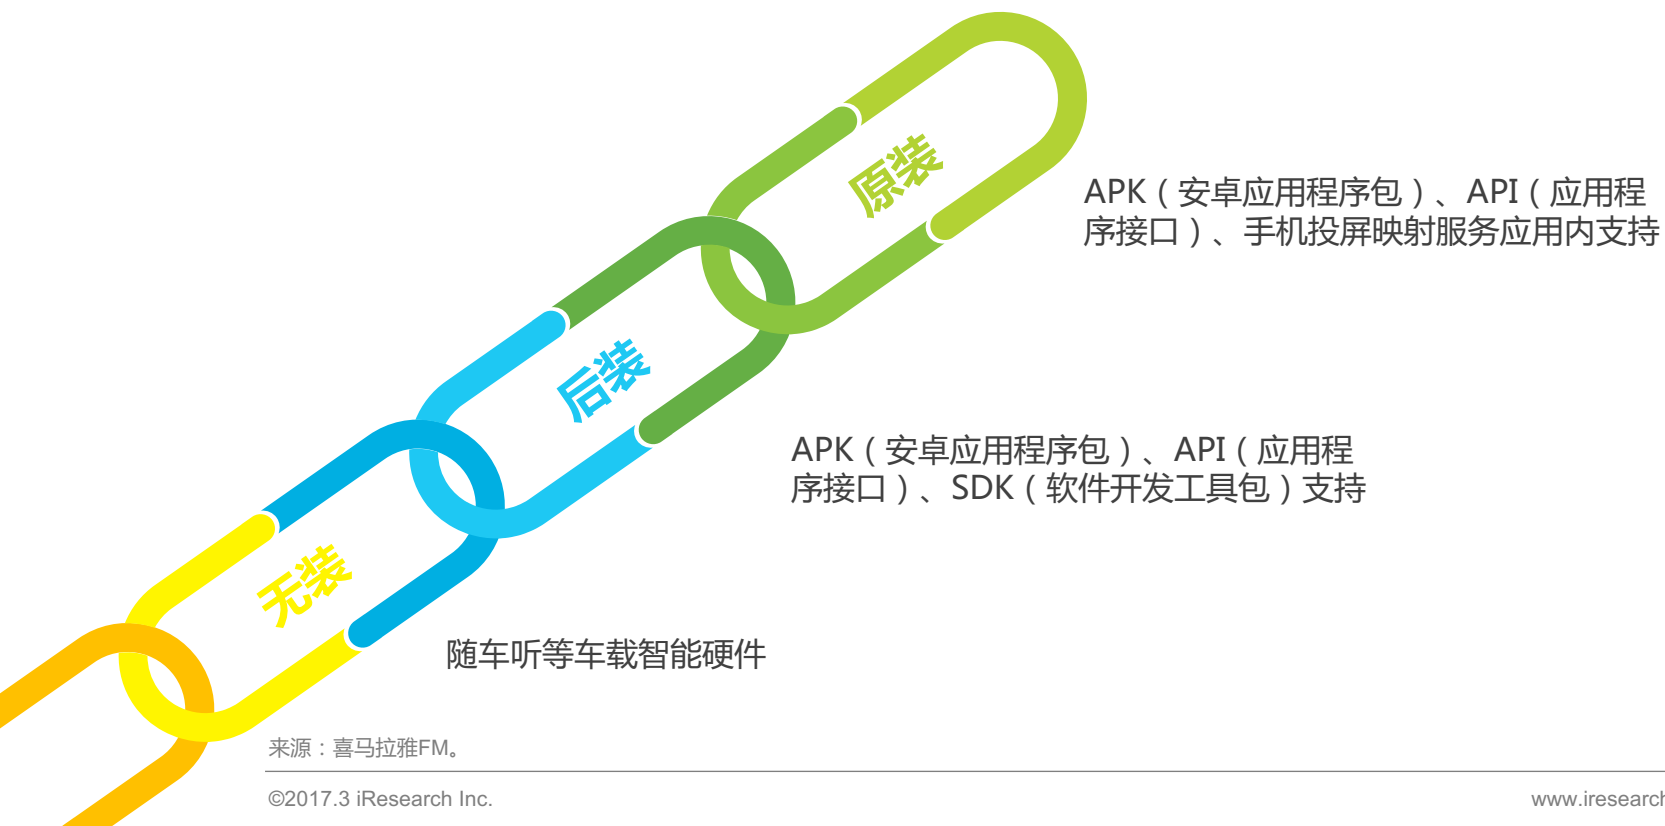 原装
APK（安卓应用程序包）、API（应用程
序接口）、手机投屏映射服务应用内支持
后装
APK（安卓应用程序包）、API（应用程
序接口）、SDK（软件开发工具包）支持
无装
随车听等车载智能硬件
来源：喜马拉雅FM。
©2017.3 iResearch Inc.
www.iresearch